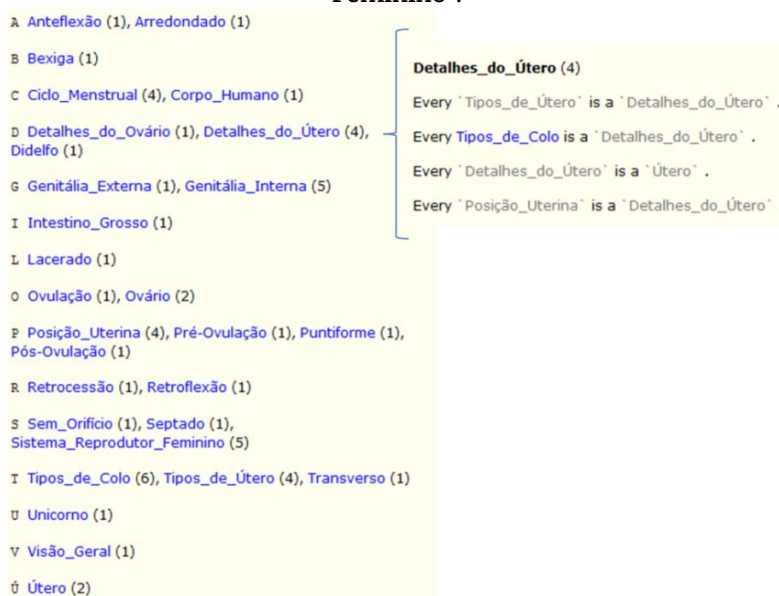 Feminino".
A Anteflexão (1), Arredondado (1)
B Bexiga (1)
C Ciclo_Menstrual (4), Corpo_Humano (1)
D Detalhes_do_Ovário (1), Detalhes_do_Útero (4),
Didelfo (1)
G Genitália_Externa (1), Genitália_Interna (5)
I Intestino_Grosso (1)
L Lacerado (1)
O Ovulação (1), Ovário (2)
P Posição_Uterina (4), Pré-Ovulação (1), Puntiforme (1),
Pós-Ovulação (1)
R Retrocessão (1), Retroflexão (1)
S Sem_Orifício (1), Septado (1),
Sistema_Reprodutor_Feminino (5)
T Tipos_de_Colo (6), Tipos_de_Útero (4), Transverso (1)
U Unicorno (1)
V Visão_Geral (1)
Ú Útero (2)
Detalhes_do_Útero (4)
Every `Tipos_de_Útero` is a `Detalhes_do_Útero` .
Every Tipos_de_Colo is a `Detalhes_do_Útero` .
Every `Detalhes_do_Útero` is a `Útero` .
Every `Posição_Uterina` is a `Detalhes_do_Útero`